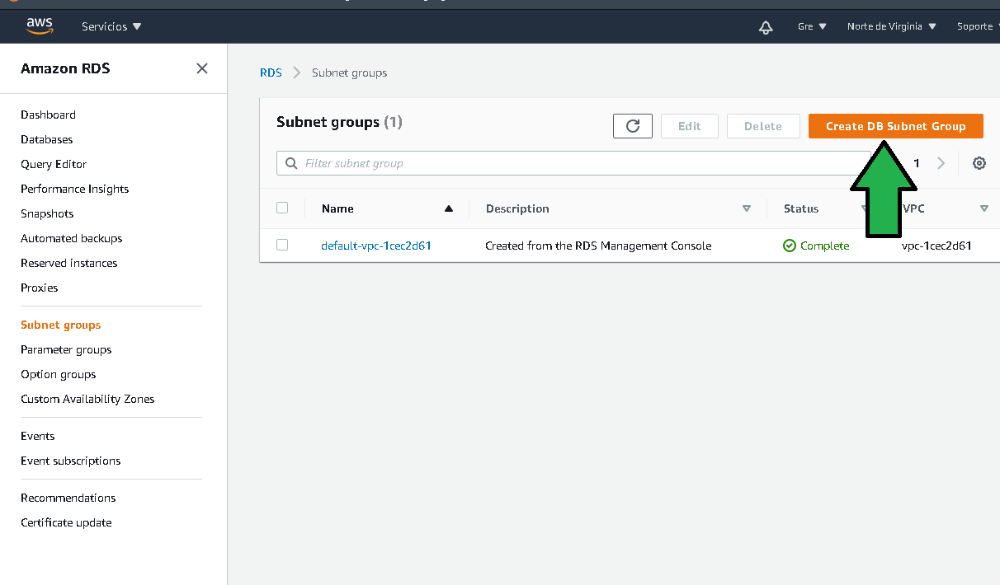 aws Servicios Gre Norte de Virginia Soporte
Amazon RDS
Dashboard
Databases
Query Editor
Performance Insights
Snapshots
Automated backups
Reserved instances
Proxies
Subnet groups
Parameter groups
Option groups
Custom Availability Zones
Events
Event subscriptions
Recommendations
Certificate update
RDS Subnet groups
Subnet groups (1)
Edit Delete Create DB Subnet Group
Filter subnet group 1
Name Description Status VPC
default-vpc-1cec2d61 Created from the RDS Management Console Complete vpc-1cec2d61